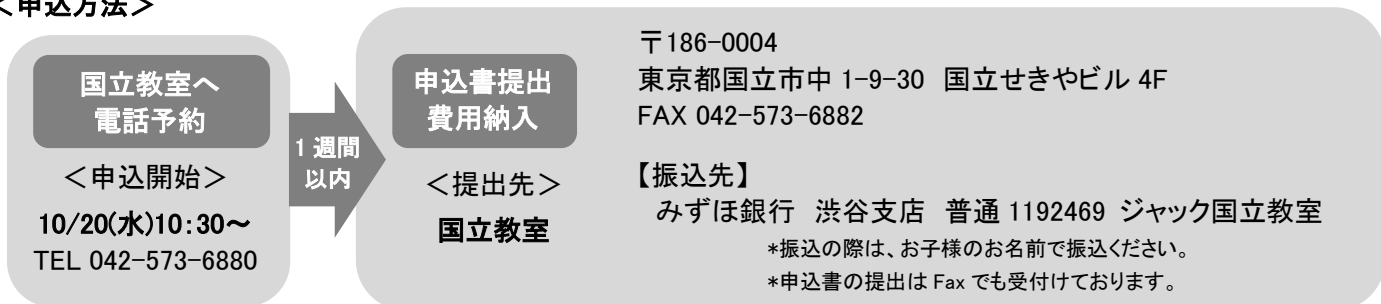 <申込方法>
国立教室へ
電話予約
<申込開始>
10/20(水)10:30～
TEL 042-573-6880
1週間
以内
申込書提出
費用納入
<提出先>
国立教室
〒186-0004
東京都国立市中 1-9-30 国立せきやビル 4F
FAX 042-573-6882
【振込先】
みずほ銀行 渋谷支店 普通 1192469 ジャック国立教室
*振込の際は、お子様のお名前で振込ください。
*申込書の提出は Fax でも受付けております。